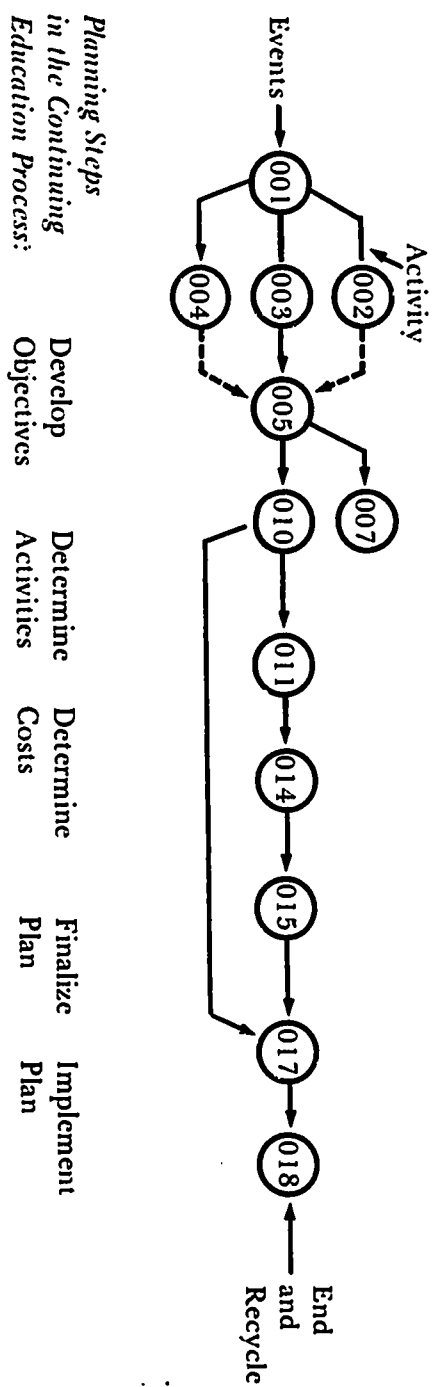 Activity
002
007
Events
001
003
005
010
011
014
015
017
018
End
and
Recycle
004
Planning Steps
in the Continuing
Education Process:
Develop
Objectives
Determine
Activities
Determine
Costs
Finalize
Plan
Implement
Plan